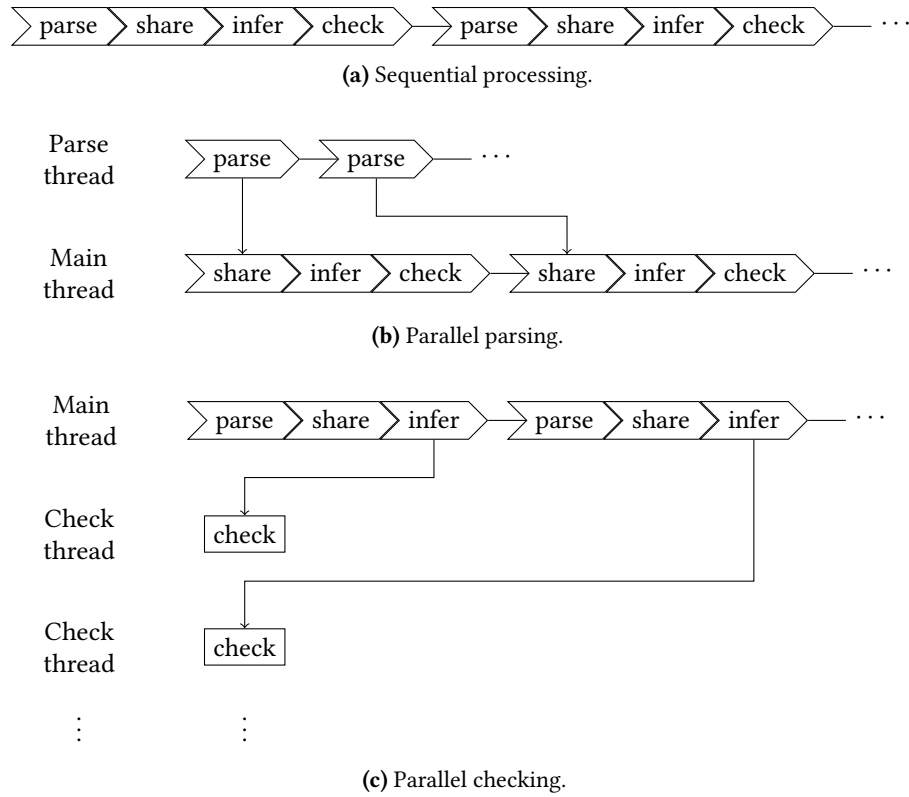 parse share infer check parse share infer check ···
(a) Sequential processing.
Parse
thread
parse parse ···
Main
thread
share infer check share infer check ···
(b) Parallel parsing.
Main
thread
parse share infer parse share infer ···
Check
thread
check
Check
thread
check
⋮ ⋮
(c) Parallel checking.